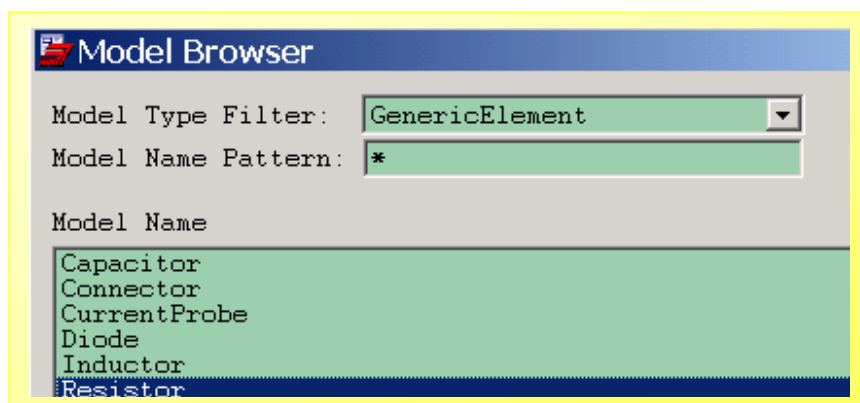 Model Browser
Model Type Filter: GenericElement
Model Name Pattern: *
Model Name
Capacitor
Connector
CurrentProbe
Diode
Inductor
Resistor